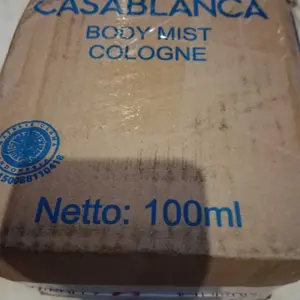 CASABLANCA
BODY MIST
COLOGNE
Netto: 100ml